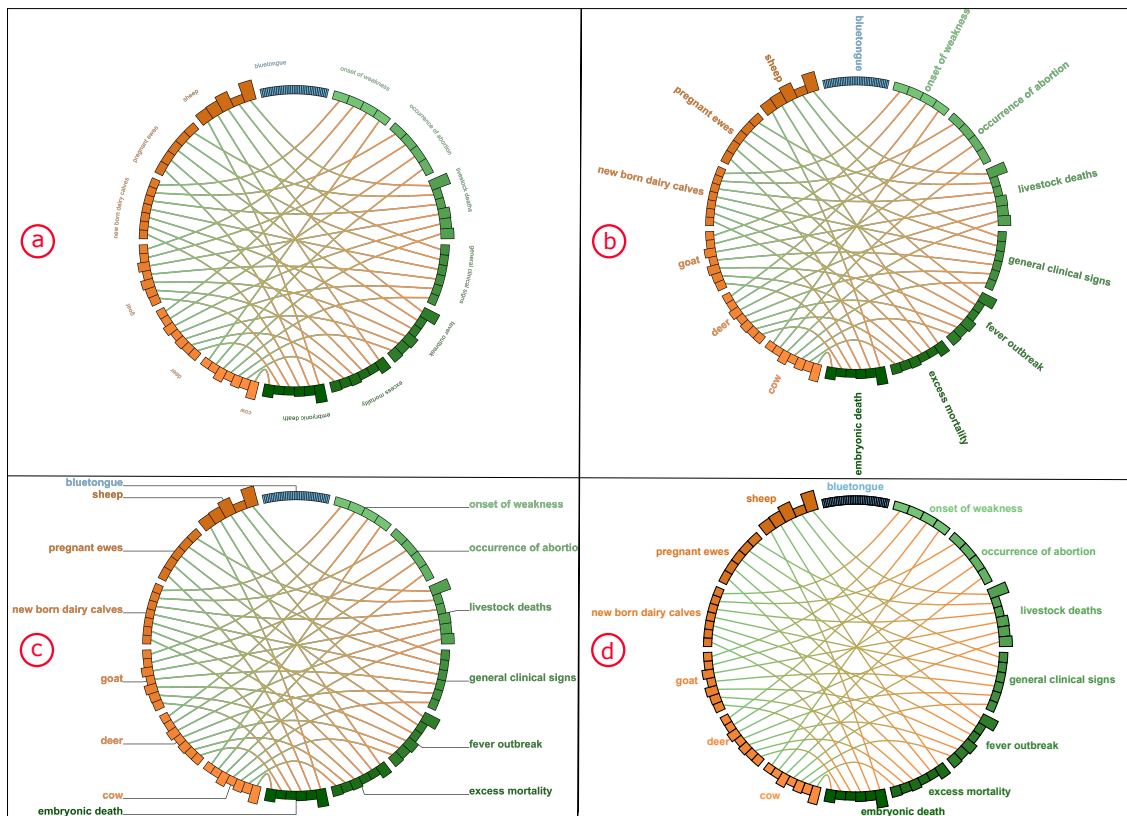 a
bluetongue
onset of weakness
occurrence of abortion
livestock deaths
general clinical signs
fever outbreak
excess mortality
embryonic death
cow
deer
goat
new born dairy calves
pregnant ewes
sheep
b
bluetongue
onset of weakness
occurrence of abortion
livestock deaths
general clinical signs
fever outbreak
excess mortality
embryonic death
cow
deer
goat
new born dairy calves
pregnant ewes
sheep
c
bluetongue
sheep
onset of weakness
pregnant ewes
occurrence of abortio
new born dairy calves
livestock deaths
goat
general clinical signs
deer
fever outbreak
cow
excess mortality
embryonic death
d
bluetongue
sheep
onset of weakness
pregnant ewes
occurrence of abortion
new born dairy calves
livestock deaths
goat
general clinical signs
deer
fever outbreak
cow
excess mortality
embryonic death